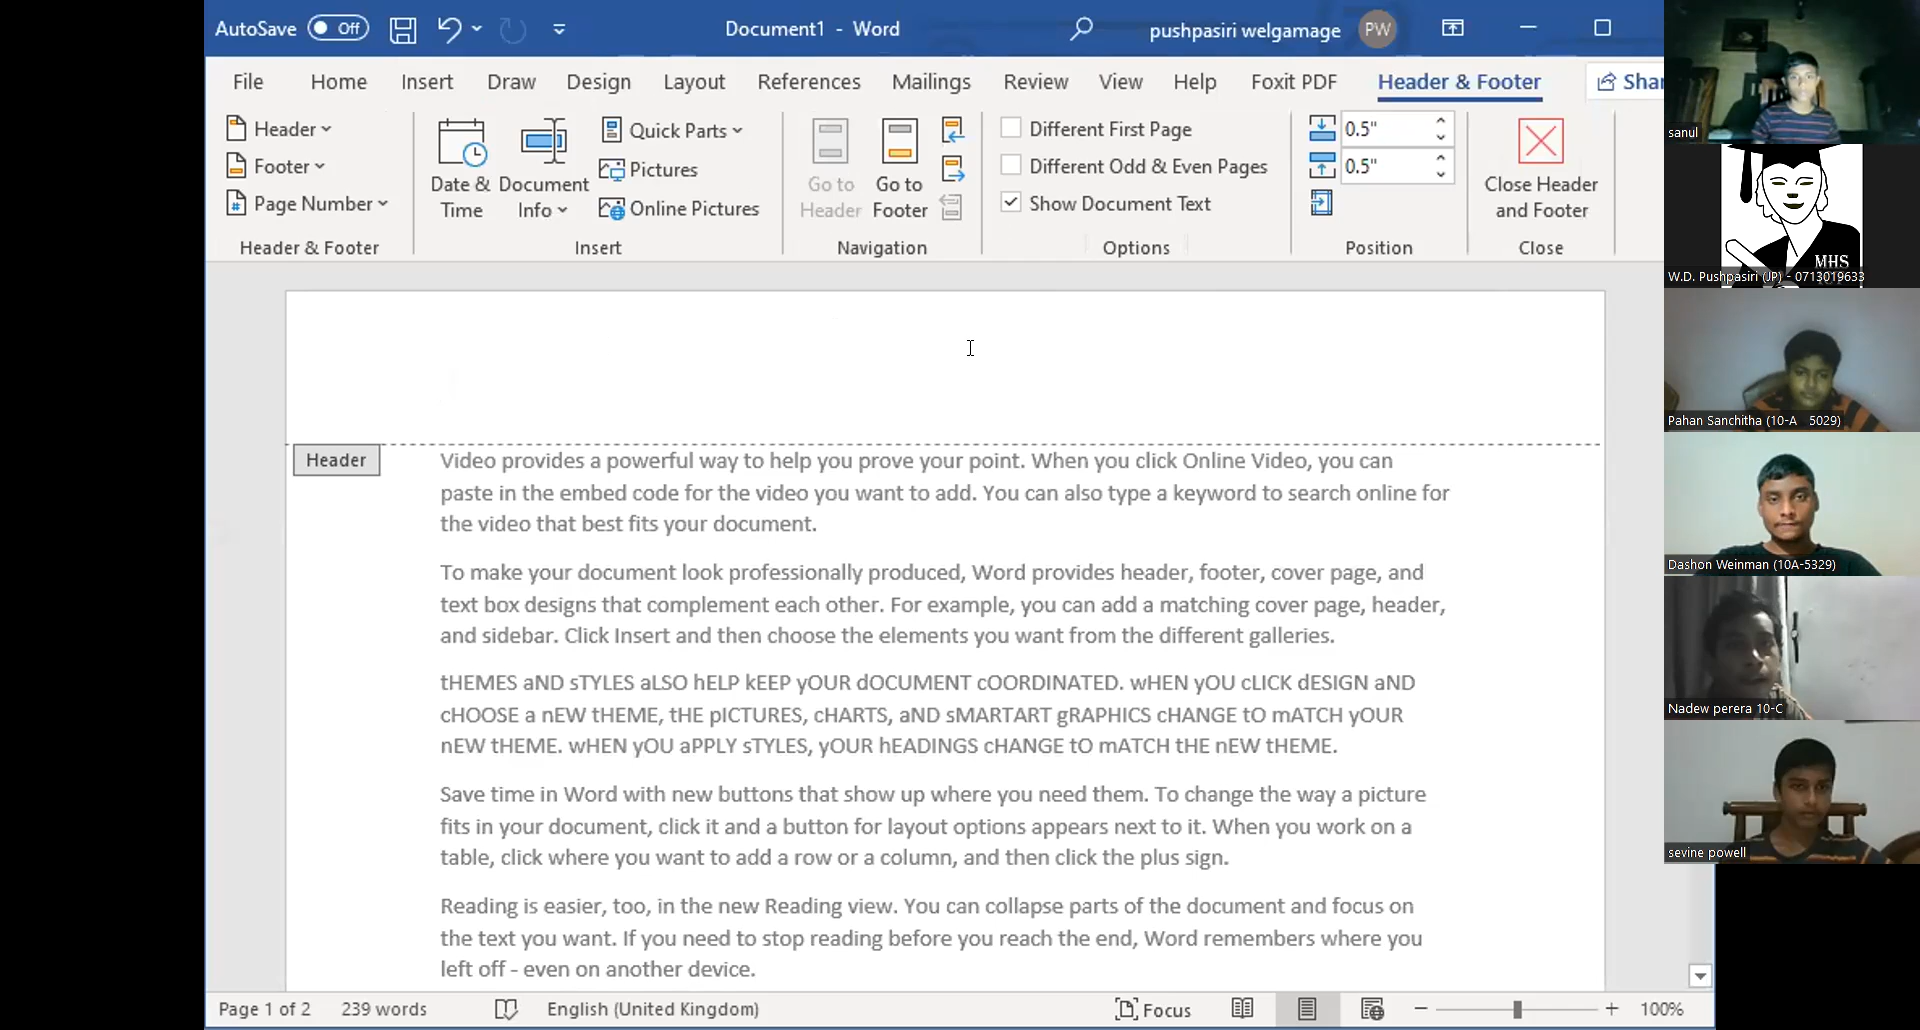 AutoSave Off Document1 - Word pushpasiri welgamage PW
File Home Insert Draw Design Layout References Mailings Review View Help Foxit PDF Header & Footer Shar
Header
Footer
Page Number
Header & Footer
Date & Time
Document Info
Quick Parts
Pictures
Online Pictures
Insert
Go to Header
Go to Footer
Navigation
Different First Page
Different Odd & Even Pages
Show Document Text
Options
0.5"
0.5"
Position
Close Header and Footer
Close
Header
Video provides a powerful way to help you prove your point. When you click Online Video, you can
paste in the embed code for the video you want to add. You can also type a keyword to search online for
the video that best fits your document.
To make your document look professionally produced, Word provides header, footer, cover page, and
text box designs that complement each other. For example, you can add a matching cover page, header,
and sidebar. Click Insert and then choose the elements you want from the different galleries.
tHEMES aND sTYLES aLSO hELP kEEP yOUR dOCUMENT cOORDINATED. wHEN yOU cLICK dESIGN aND
cHOOSE a nEW tHEME, tHE pICTURES, cHARTS, aND sMARTART gRAPHICS cHANGE tO mATCH yOUR
nEW tHEME. wHEN yOU aPPLY sTYLES, yOUR hEADINGS cHANGE tO mATCH tHE nEW tHEME.
Save time in Word with new buttons that show up where you need them. To change the way a picture
fits in your document, click it and a button for layout options appears next to it. When you work on a
table, click where you want to add a row or a column, and then click the plus sign.
Reading is easier, too, in the new Reading view. You can collapse parts of the document and focus on
the text you want. If you need to stop reading before you reach the end, Word remembers where you
left off - even on another device.
Page 1 of 2 239 words English (United Kingdom) Focus 100%
sanul
MHS
W.D. Pushpasiri (JP) - 0713019633
Pahan Sanchitha (10-A 5029)
Dashon Weinman (10A-5329)
Nadew perera 10-C
sevine powell